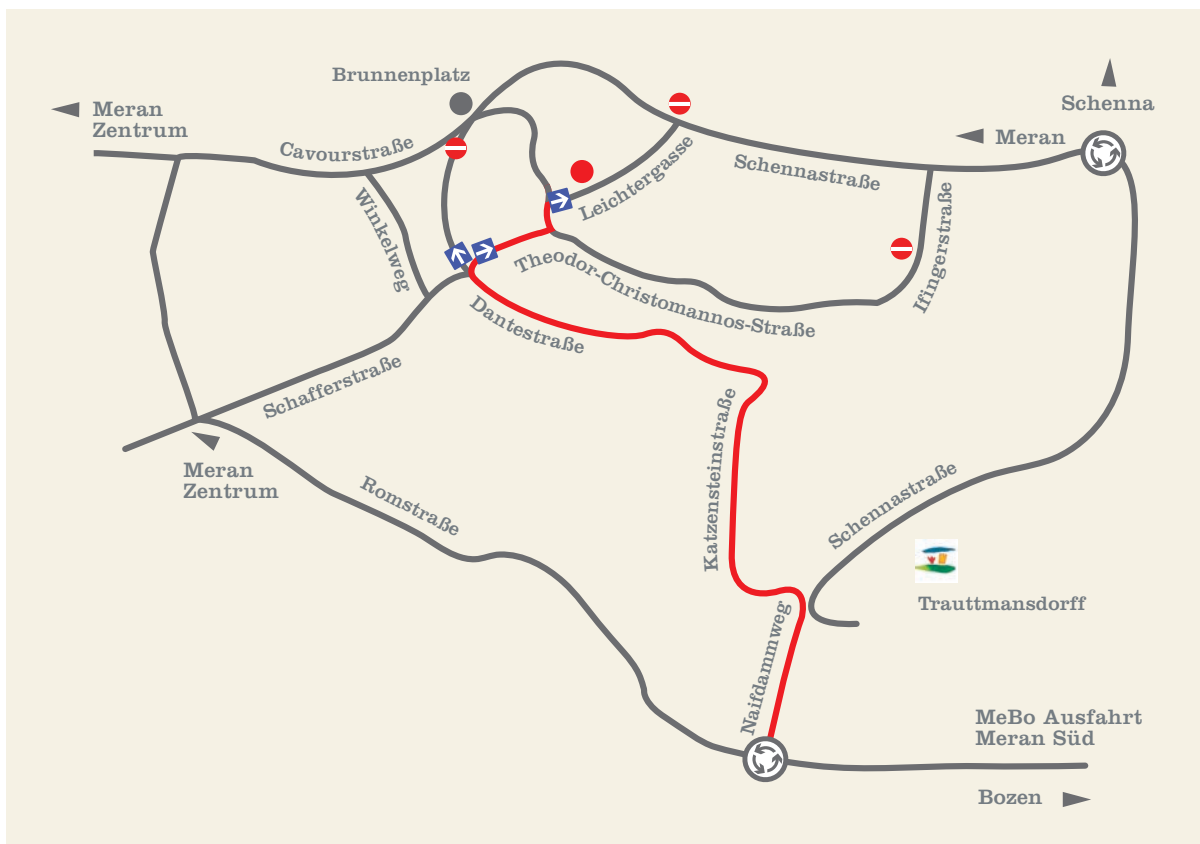 Brunnenplatz
Meran
Zentrum
Schenna
Meran
Cavourstraße
Schennastraße
Leichtergasse
Winkelweg
Ifingerstraße
Theodor-Christomannos-Straße
Dantestraße
Schafferstraße
Katzensteinstraße
Meran
Zentrum
Romstraße
Schennastraße
Trauttmansdorff
Naifdammweg
MeBo Ausfahrt
Meran Süd
Bozen